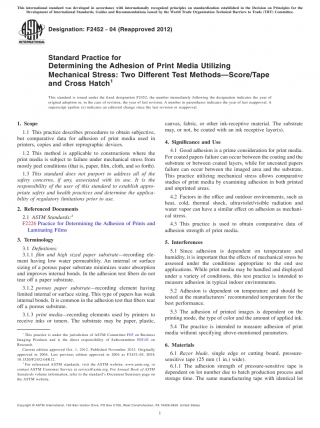 This international standard was developed in accordance with internationally recognized principles on standardization established in the Decision on Principles for the
Development of International Standards, Guides and Recommendations issued by the World Trade Organization Technical Barriers to Trade (TBT) Committee.
INTERNATIONAL
Designation: F2452 - 04 (Reapproved 2012)
Standard Practice for
Determining the Adhesion of Print Media Utilizing
Mechanical Stress: Two Different Test Methods—Score/Tape
and Cross Hatch¹
This standard is issued under the fixed designation F2452; the number immediately following the designation indicates the year of
original adoption or, in the case of revision, the year of last revision. A number in parentheses indicates the year of last reapproval. A
superscript epsilon (ε) indicates an editorial change since the last revision or reapproval.
1. Scope
1.1 This practice describes procedures to obtain subjective,
but comparative data for adhesion of print media used in
printers, copiers and other reprographic devices.
1.2 This method is applicable to constructions where the
print media is subject to failure under mechanical stress from
mostly peel conditions (that is, paper, film, cloth, and so forth).
1.3 This standard does not purport to address all of the
safety concerns, if any, associated with its use. It is the
responsibility of the user of this standard to establish appro-
priate safety and health practices and determine the applica-
bility of regulatory limitations prior to use.
2. Referenced Documents
2.1 ASTM Standards:²
F2226 Practice for Determining the Adhesion of Prints and
Laminating Films
3. Terminology
3.1 Definitions:
3.1.1 film and high sized paper substrate—recording ele-
ment having low water permeability. An internal or surface
sizing of a porous paper substrate minimizes water absorption
and improves internal bonds. In the adhesion test fibers do not
tear off a paper substrate.
3.1.2 porous paper substrate—recording element having
limited internal or surface sizing. This type of papers has weak
internal bonds. It is common in the adhesion test that fibers tear
off a porous substrate.
3.1.3 print media—recording elements used by printers to
receive inks or toners. The substrate may be paper, plastic,
¹ This practice is under the jurisdiction of ASTM Committee F05 on Business
Imaging Products and is the direct responsibility of Subcommittee
Research.
Current edition approved Oct. 1, 2012. Published November 2012. Originally
approved in 2004. Last previous edition approved in 2004 as F2452–04. DOI:
10.1520/F2452-04R12.
² For referenced ASTM standards, visit the ASTM website, www.astm.org, or
contact ASTM Customer Service at service@astm.org. For Annual Book of ASTM
Standards volume information, refer to the standard's Document Summary page on
the ASTM website.
canvas, fabric, or other ink-receptive material. The substrate
may, or not, be coated with an ink receptive layer(s).
4. Significance and Use
4.1 Good adhesion is a prime consideration for print media.
For coated papers failure can occur between the coating and the
substrate or between coated layers, while for uncoated papers
failure can occur between the imaged area and the substrate.
This practice utilizing mechanical stress allows comparative
studies of print media by examining adhesion in both printed
and unprinted areas.
4.2 Factors in the office and outdoor environments, such as
heat, cold, thermal shock, ultraviolet/visible radiation and
water vapor can have a similar effect on adhesion as mechani-
cal stress.
4.3 This practice is used to obtain comparative data of
adhesion strength of print media.
5. Interferences
5.1 Since adhesion is dependent on temperature and
humidity, it is important that the effects of mechanical stress be
assessed under the conditions appropriate to the end use
applications. While print media may be handled and displayed
under a variety of conditions, this use practice is intended to
measure adhesion in typical indoor environments.
5.2 Adhesion is dependent on temperature and should be
tested at the manufacturers' recommended temperature for the
best performance.
5.3 The adhesion of printed images is dependent on the
printing mode, the type of color and the amount of applied ink.
5.4 The practice is intended to measure adhesion of print
media without specifying above-mentioned parameters.
6. Materials
6.1 Razor blade, single edge or cutting board, pressure-
sensitive tape (25 mm (1 in.) wide).
6.1.1 The adhesion strength of pressure-sensitive tape is
dependent on lot number due to batch production process and
storage time. The same manufacturing tape with identical lot
Copyright © ASTM International, 100 Barr Harbor Drive, PO Box C700, West Conshohocken, PA 19428-2959. United States
1